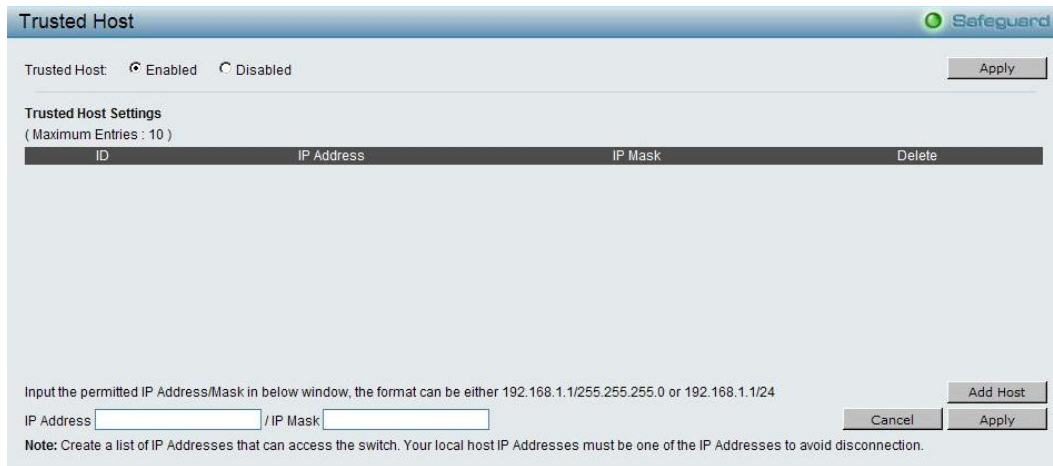 Trusted Host
Safeguard
Trusted Host: Enabled Disabled Apply
Trusted Host Settings
( Maximum Entries : 10 )
ID IP Address IP Mask Delete
Input the permitted IP Address/Mask in below window, the format can be either 192.168.1.1/255.255.255.0 or 192.168.1.1/24 Add Host
IP Address / IP Mask Cancel Apply
Note: Create a list of IP Addresses that can access the switch. Your local host IP Addresses must be one of the IP Addresses to avoid disconnection.